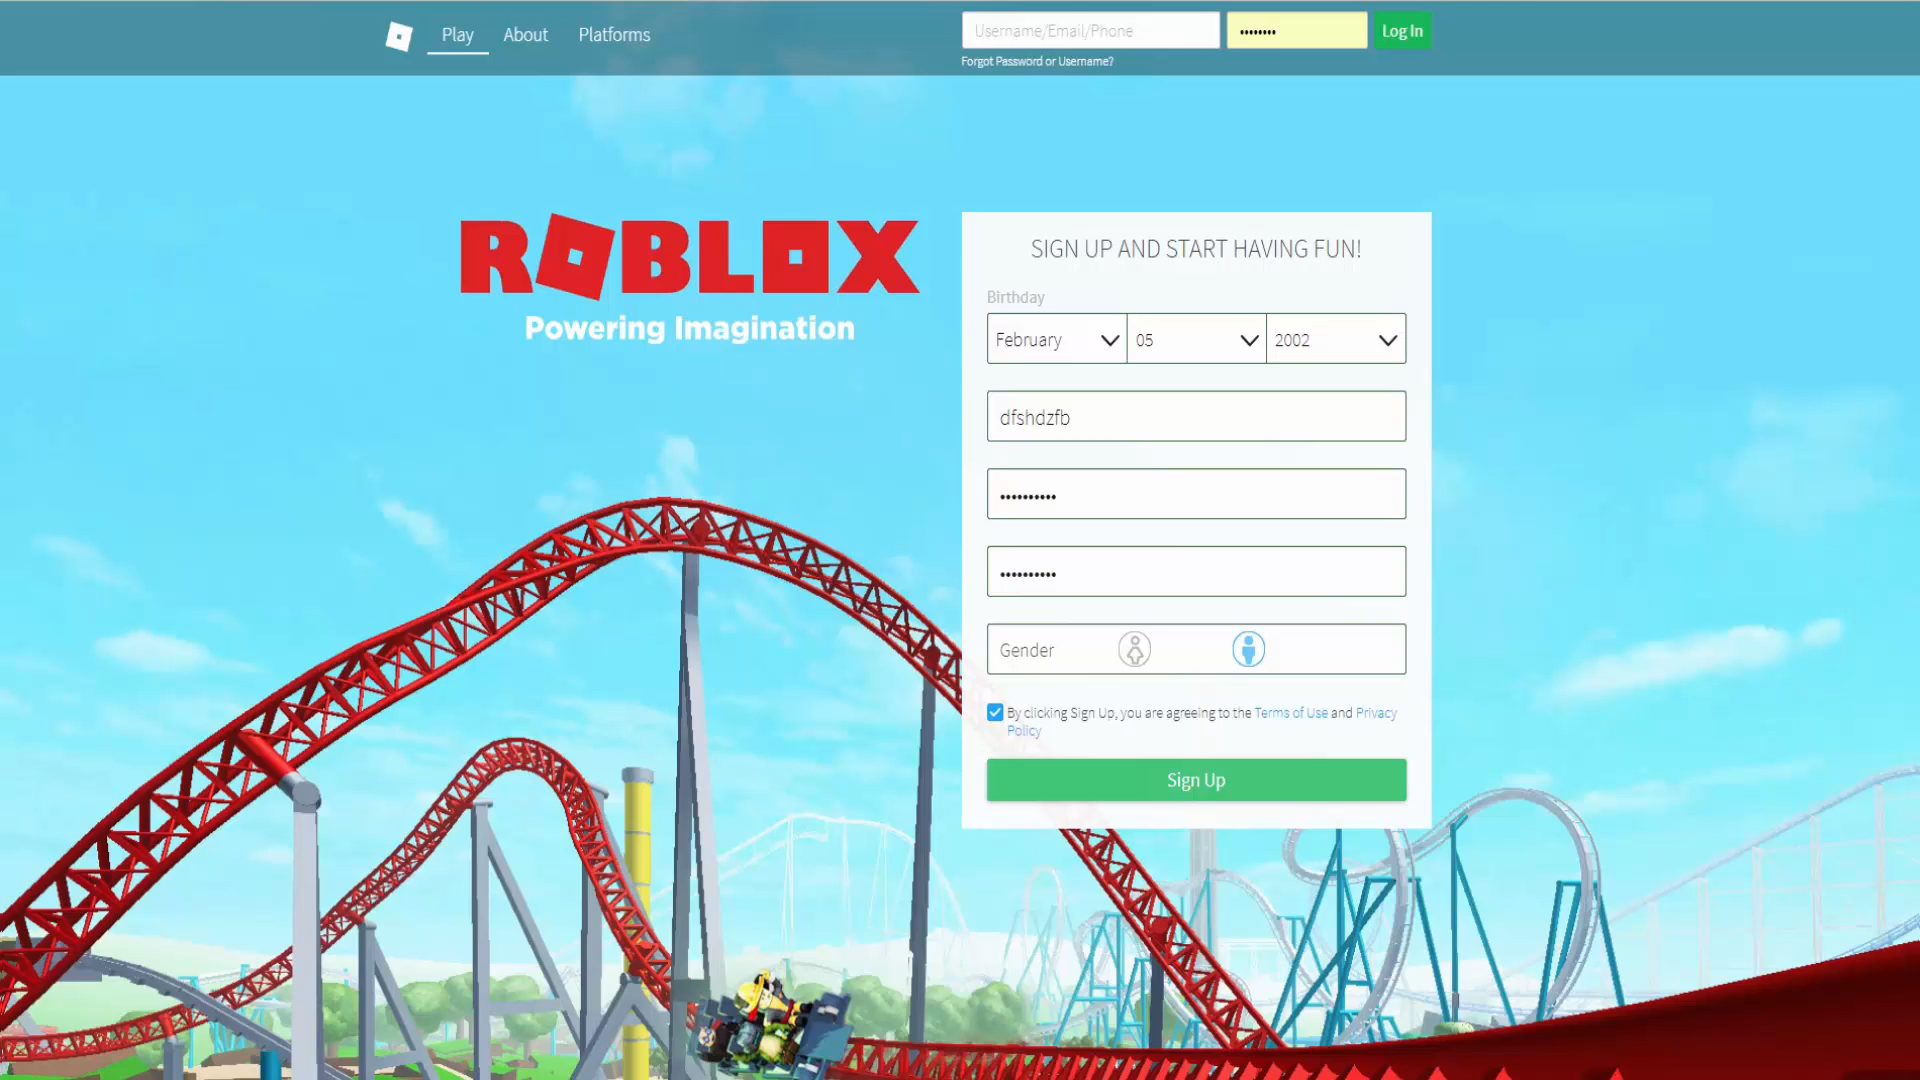 Play About Platforms
Username/Email/Phone •••••••• Log In
Forgot Password or Username?
ROBLOX
Powering Imagination
SIGN UP AND START HAVING FUN!
Birthday
February 05 2002
dfshdzfb
••••••••••
••••••••••
Gender
By clicking Sign Up, you are agreeing to the Terms of Use and Privacy
Policy
Sign Up